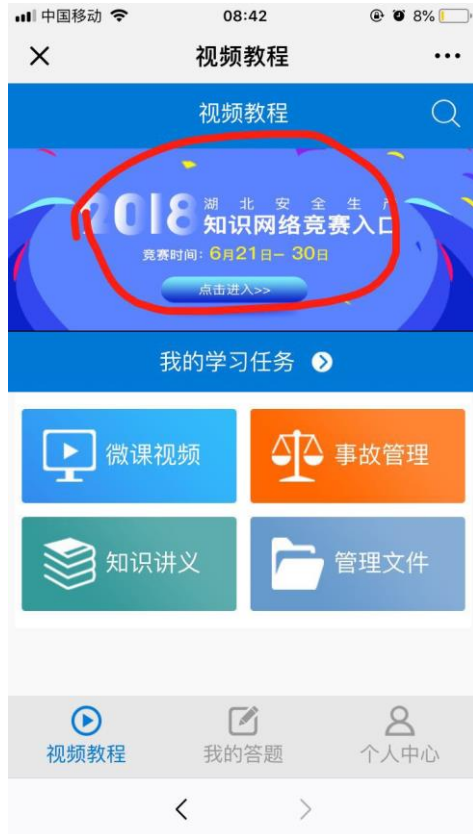 中国移动 08:42 8%
视频教程
视频教程
2018 湖北安全生产
知识网络竞赛入口
竞赛时间：6月21日— 30日
点击进入>>
我的学习任务
微课视频 事故管理
知识讲义 管理文件
视频教程 我的答题 个人中心